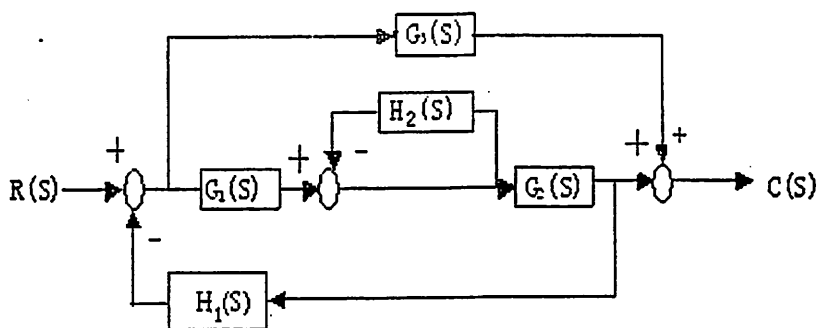 G₃(S)
H₂(S)
+
-
+
+
+
R(S)
G₁(S)
G₂(S)
C(S)
-
H₁(S)